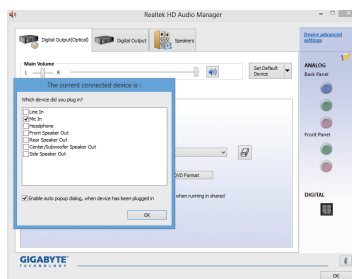 Realtek HD Audio Manager
Digital Output(Optical)
Digital Output
Speakers
Device advanced
settings
Main Volume
L
R
Set Default
Device
ANALOG
Back Panel
The current connected device is :
Which device did you plug in?
Line In
Mic In
Headphone
Front Speaker Out
Rear Speaker Out
Center/Subwoofer Speaker Out
Side Speaker Out
Front Panel
DVD Format
Enable auto popup dialog, when device has been plugged in
when running in shared
DIGITAL
OK
GIGABYTE™
TECHNOLOGY
OK